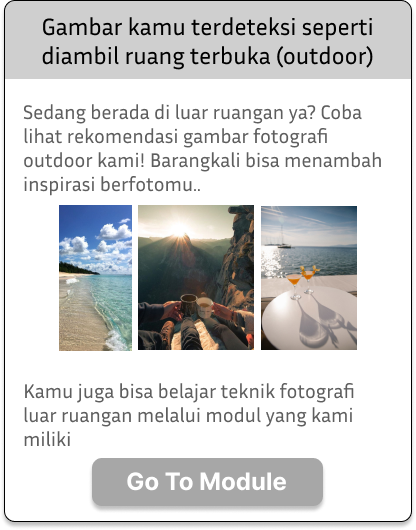 Gambar kamu terdeteksi seperti
diambil ruang terbuka (outdoor)
Sedang berada di luar ruangan ya? Coba
lihat rekomendasi gambar fotografi
outdoor kami! Barangkali bisa menambah
inspirasi berfotomu..
Kamu juga bisa belajar teknik fotografi
luar ruangan melalui modul yang kami
miliki
Go To Module